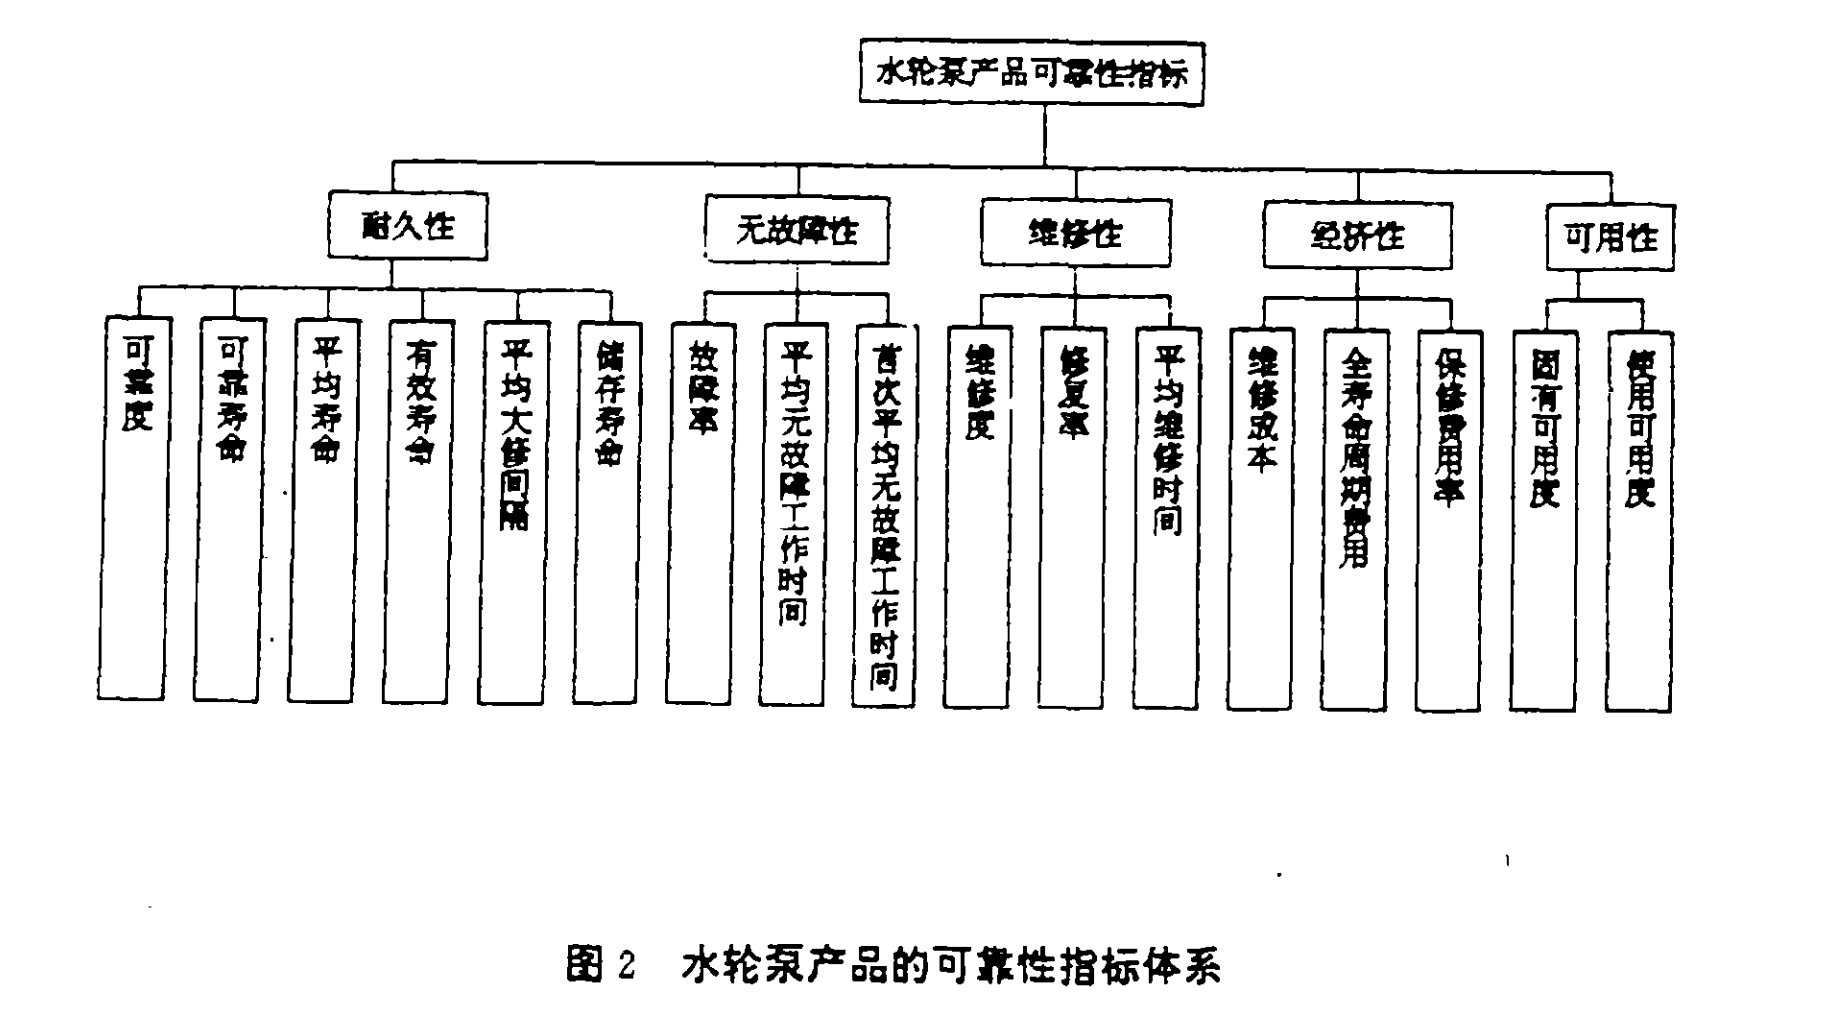 水轮泵产品可靠性指标
耐久性
无故障性
维修性
经济性
可用性
可靠度
可靠寿命
平均寿命
有效寿命
平均大修间隔
储存寿命
故障率
平均无故障工作时间
首次平均无故障工作时间
维修度
修复率
平均维修时间
维修成本
全寿命周期费用
保修费用率
固有可用度
使用可用度
图2 水轮泵产品的可靠性指标体系